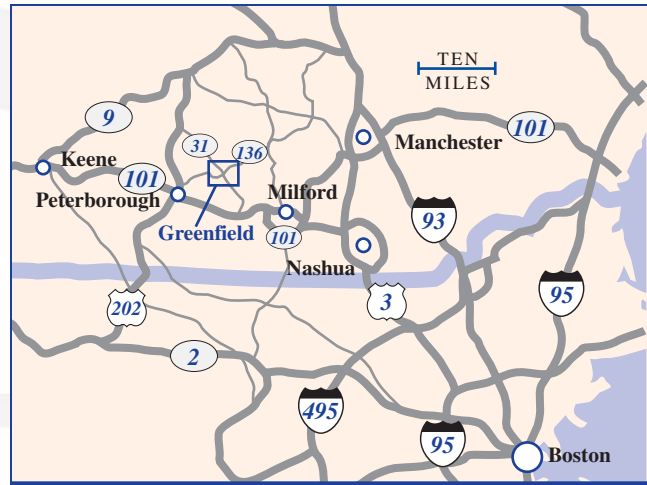 TEN
MILES
9
101
31
136
Manchester
Keene
101
Peterborough
Milford
93
Greenfield
101
Nashua
202
3
95
2
495
95
Boston